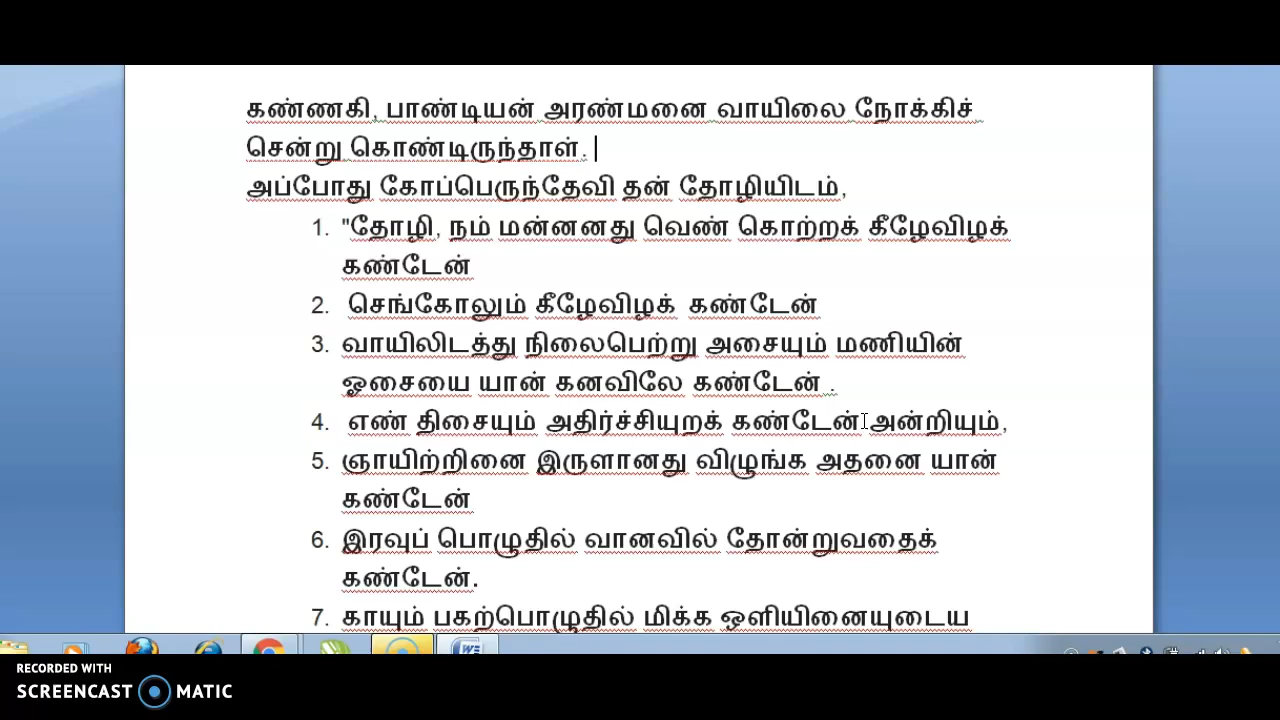 கண்ணகி, பாண்டியன் அரண்மனை வாயிலை நோக்கிச்
சென்று கொண்டிருந்தாள்.
அப்போது கோப்பெருந்தேவி தன் தோழியிடம்,
1. "தோழி, நம் மன்னனது வெண் கொற்றக் கீழேவிழக்
கண்டேன்
2. செங்கோலும் கீழேவிழக் கண்டேன்
3. வாயிலிடத்து நிலைபெற்று அசையும் மணியின்
ஓசையை யான் கனவிலே கண்டேன் .
4. எண் திசையும் அதிர்ச்சியுறக் கண்டேன்.அன்றியும்,
5. ஞாயிற்றினை இருளானது விழுங்க அதனை யான்
கண்டேன்
6. இரவுப் பொழுதில் வானவில் தோன்றுவதைக்
கண்டேன்.
7. காயும் பகற்பொழுதில் மிக்க ஒளியினையுடைய
RECORDED WITH
SCREENCAST MATIC